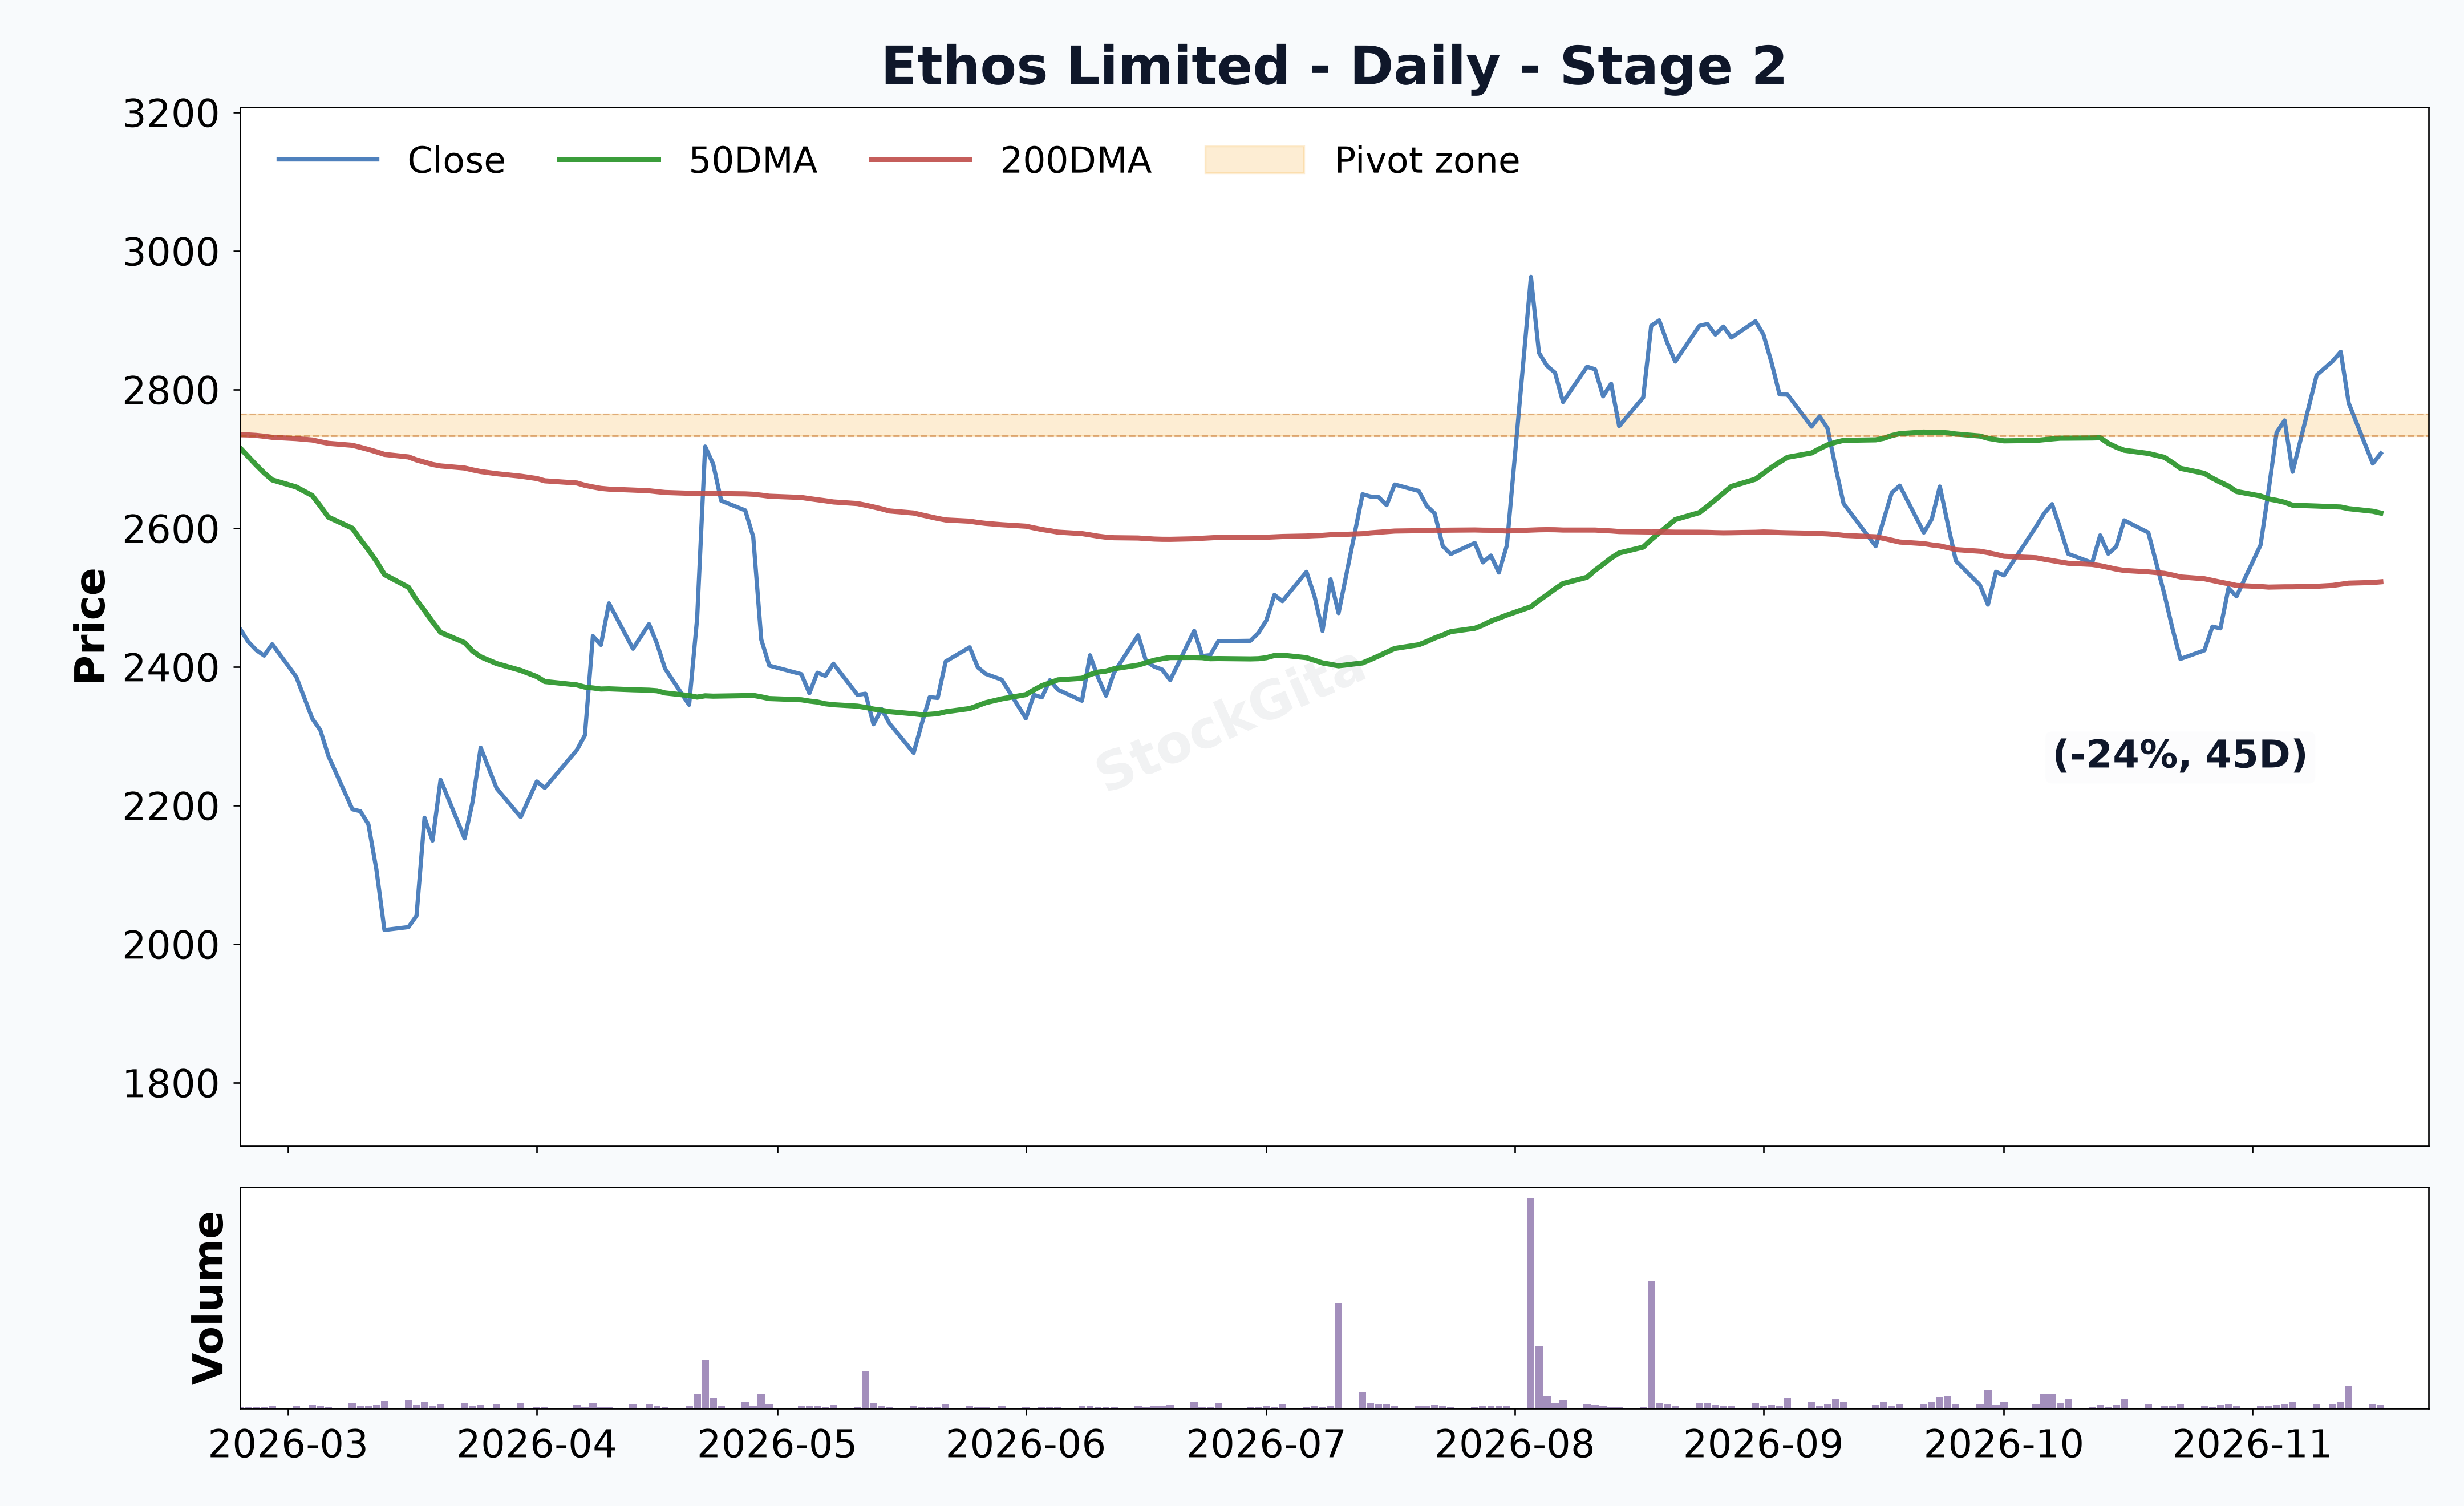 Ethos Limited - Daily - Stage 2
Close 50DMA 200DMA Pivot zone
3200
3000
2800
2600
2400
2200
2000
1800
Price
StockGita
(-24%, 45D)
Volume
2026-03 2026-04 2026-05 2026-06 2026-07 2026-08 2026-09 2026-10 2026-11